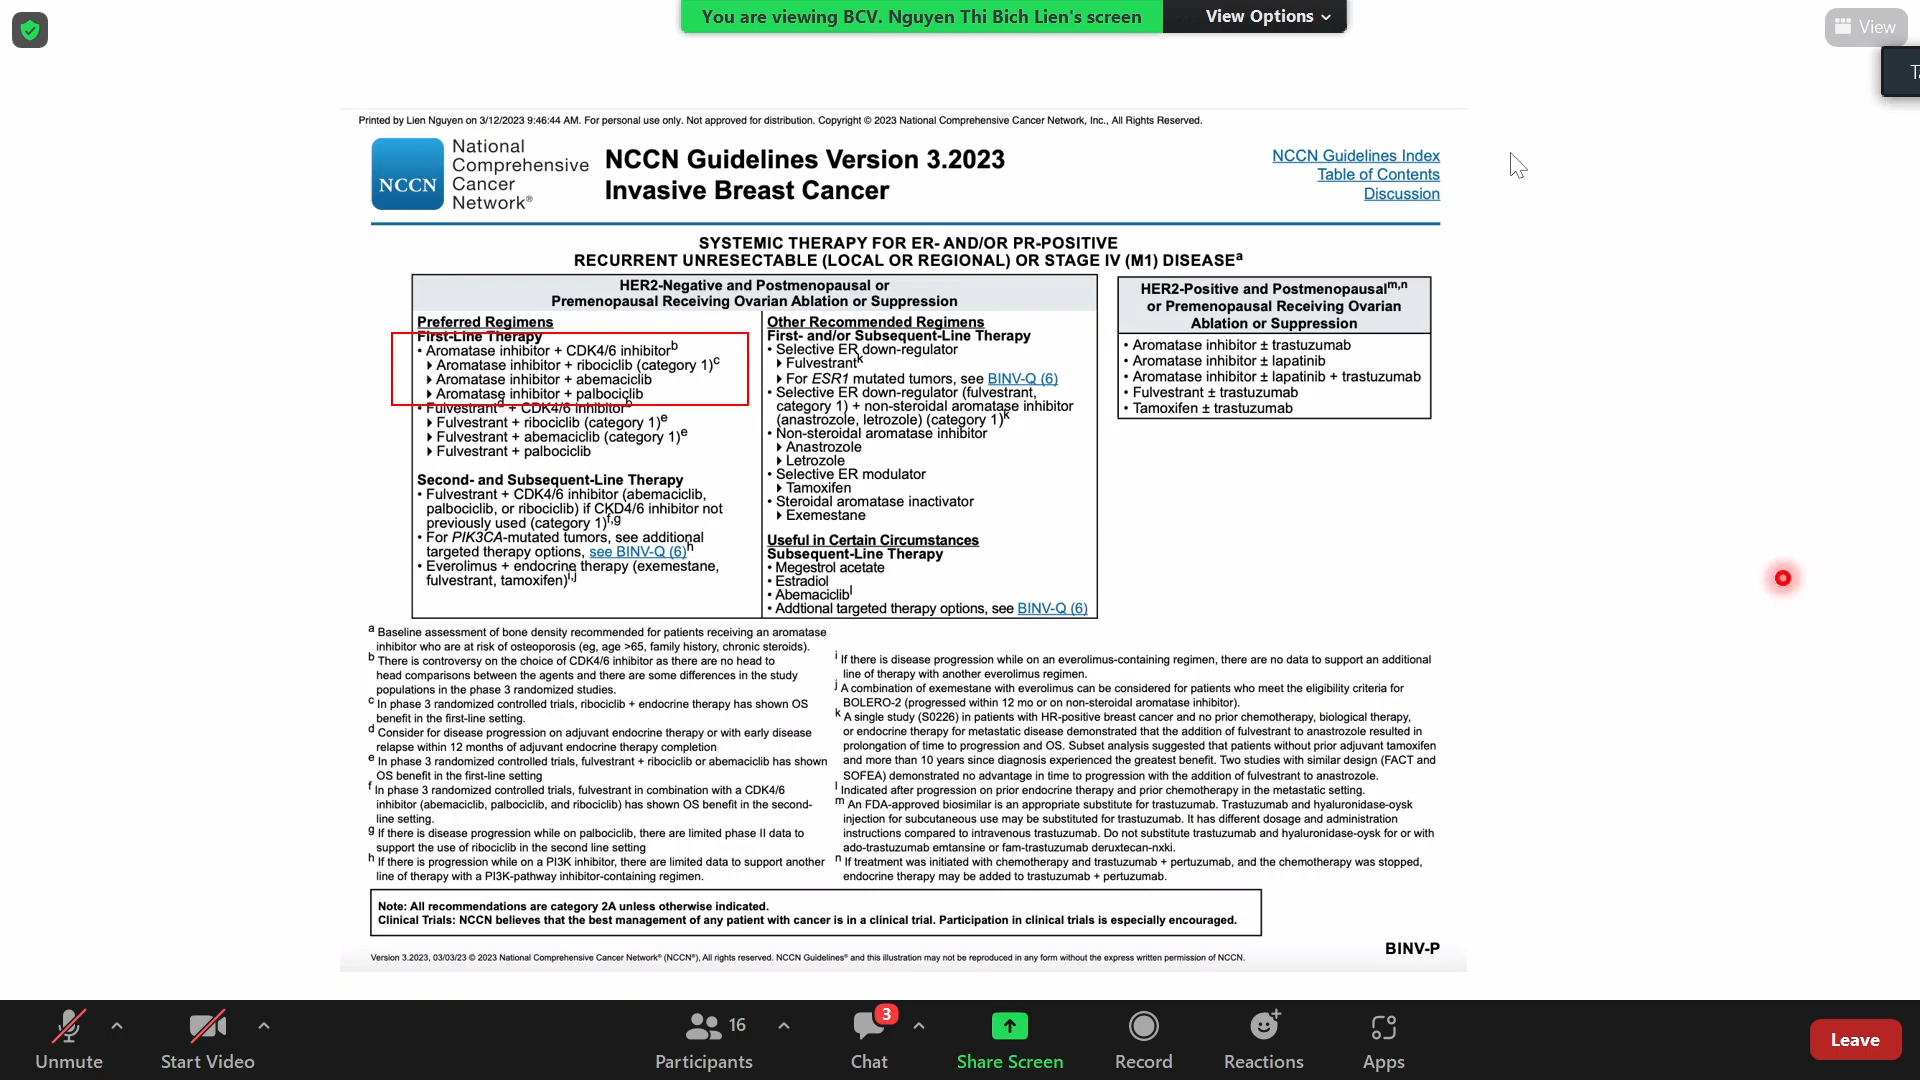 You are viewing BCV. Nguyen Thi Bich Lien's screen
View Options
View
Printed by Lien Nguyen on 3/12/2023 9:46:44 AM. For personal use only. Not approved for distribution. Copyright © 2023 National Comprehensive Cancer Network, Inc., All Rights Reserved.
NCCN
National
Comprehensive
Cancer
Network®
NCCN Guidelines Version 3.2023
Invasive Breast Cancer
NCCN Guidelines Index
Table of Contents
Discussion
SYSTEMIC THERAPY FOR ER- AND/OR PR-POSITIVE
RECURRENT UNRESECTABLE (LOCAL OR REGIONAL) OR STAGE IV (M1) DISEASEa
HER2-Negative and Postmenopausal or
Premenopausal Receiving Ovarian Ablation or Suppression
Preferred Regimens
First-Line Therapy
• Aromatase inhibitor + CDK4/6 inhibitorb
Aromatase inhibitor + ribociclib (category 1)c
Aromatase inhibitor + abemaciclib
Aromatase inhibitor + palbociclib
• Fulvestrantd + CDK4/6 inhibitorb
Fulvestrant + ribociclib (category 1)e
Fulvestrant + abemaciclib (category 1)e
Fulvestrant + palbociclib
Second- and Subsequent-Line Therapy
• Fulvestrant + CDK4/6 inhibitor (abemaciclib,
palbociclib, or ribociclib) if CKD4/6 inhibitor not
previously used (category 1)f,g
• For PIK3CA-mutated tumors, see additional
targeted therapy options, see BINV-Q (6)h
• Everolimus + endocrine therapy (exemestane,
fulvestrant, tamoxifen)i,j
Other Recommended Regimens
First- and/or Subsequent-Line Therapy
• Selective ER down-regulator
Fulvestrantk
For ESR1 mutated tumors, see BINV-Q (6)
• Selective ER down-regulator (fulvestrant,
category 1) + non-steroidal aromatase inhibitor
(anastrozole, letrozole) (category 1)k
• Non-steroidal aromatase inhibitor
Anastrozole
Letrozole
• Selective ER modulator
Tamoxifen
• Steroidal aromatase inactivator
Exemestane
Useful in Certain Circumstances
Subsequent-Line Therapy
• Megestrol acetate
• Estradiol
• Abemaciclibl
• Addtional targeted therapy options, see BINV-Q (6)
HER2-Positive and Postmenopausalm,n
or Premenopausal Receiving Ovarian
Ablation or Suppression
• Aromatase inhibitor ± trastuzumab
• Aromatase inhibitor ± lapatinib
• Aromatase inhibitor ± lapatinib + trastuzumab
• Fulvestrant ± trastuzumab
• Tamoxifen ± trastuzumab
a Baseline assessment of bone density recommended for patients receiving an aromatase
inhibitor who are at risk of osteoporosis (eg, age >65, family history, chronic steroids).
b There is controversy on the choice of CDK4/6 inhibitor as there are no head to
head comparisons between the agents and there are some differences in the study
populations in the phase 3 randomized studies.
c In phase 3 randomized controlled trials, ribociclib + endocrine therapy has shown OS
benefit in the first-line setting.
d Consider for disease progression on adjuvant endocrine therapy or with early disease
relapse within 12 months of adjuvant endocrine therapy completion
e In phase 3 randomized controlled trials, fulvestrant + ribociclib or abemaciclib has shown
OS benefit in the first-line setting
f In phase 3 randomized controlled trials, fulvestrant in combination with a CDK4/6
inhibitor (abemaciclib, palbociclib, and ribociclib) has shown OS benefit in the second-
line setting.
g If there is disease progression while on palbociclib, there are limited phase II data to
support the use of ribociclib in the second line setting
h If there is progression while on a PI3K inhibitor, there are limited data to support another
line of therapy with a PI3K-pathway inhibitor-containing regimen.
i If there is disease progression while on an everolimus-containing regimen, there are no data to support an additional
line of therapy with another everolimus regimen.
j A combination of exemestane with everolimus can be considered for patients who meet the eligibility criteria for
BOLERO-2 (progressed within 12 mo or on non-steroidal aromatase inhibitor).
k A single study (S0226) in patients with HR-positive breast cancer and no prior chemotherapy, biological therapy,
or endocrine therapy for metastatic disease demonstrated that the addition of fulvestrant to anastrozole resulted in
prolongation of time to progression and OS. Subset analysis suggested that patients without prior adjuvant tamoxifen
and more than 10 years since diagnosis experienced the greatest benefit. Two studies with similar design (FACT and
SOFEA) demonstrated no advantage in time to progression with the addition of fulvestrant to anastrozole.
l Indicated after progression on prior endocrine therapy and prior chemotherapy in the metastatic setting.
m An FDA-approved biosimilar is an appropriate substitute for trastuzumab. Trastuzumab and hyaluronidase-oysk
injection for subcutaneous use may be substituted for trastuzumab. It has different dosage and administration
instructions compared to intravenous trastuzumab. Do not substitute trastuzumab and hyaluronidase-oysk for or with
ado-trastuzumab emtansine or fam-trastuzumab deruxtecan-nxki.
n If treatment was initiated with chemotherapy and trastuzumab + pertuzumab, and the chemotherapy was stopped,
endocrine therapy may be added to trastuzumab + pertuzumab.
Note: All recommendations are category 2A unless otherwise indicated.
Clinical Trials: NCCN believes that the best management of any patient with cancer is in a clinical trial. Participation in clinical trials is especially encouraged.
BINV-P
Version 3.2023, 03/03/23 © 2023 National Comprehensive Cancer Network® (NCCN®), All rights reserved. NCCN Guidelines® and this illustration may not be reproduced in any form without the express written permission of NCCN.
Unmute
Start Video
16
Participants
3
Chat
Share Screen
Record
Reactions
Apps
Leave